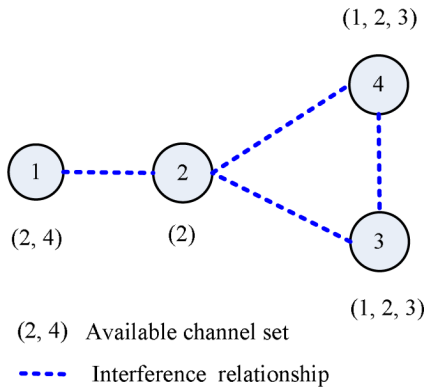 (1, 2, 3)
4
1
2
(2, 4)
(2)
3
(1, 2, 3)
(2, 4) Available channel set
Interference relationship